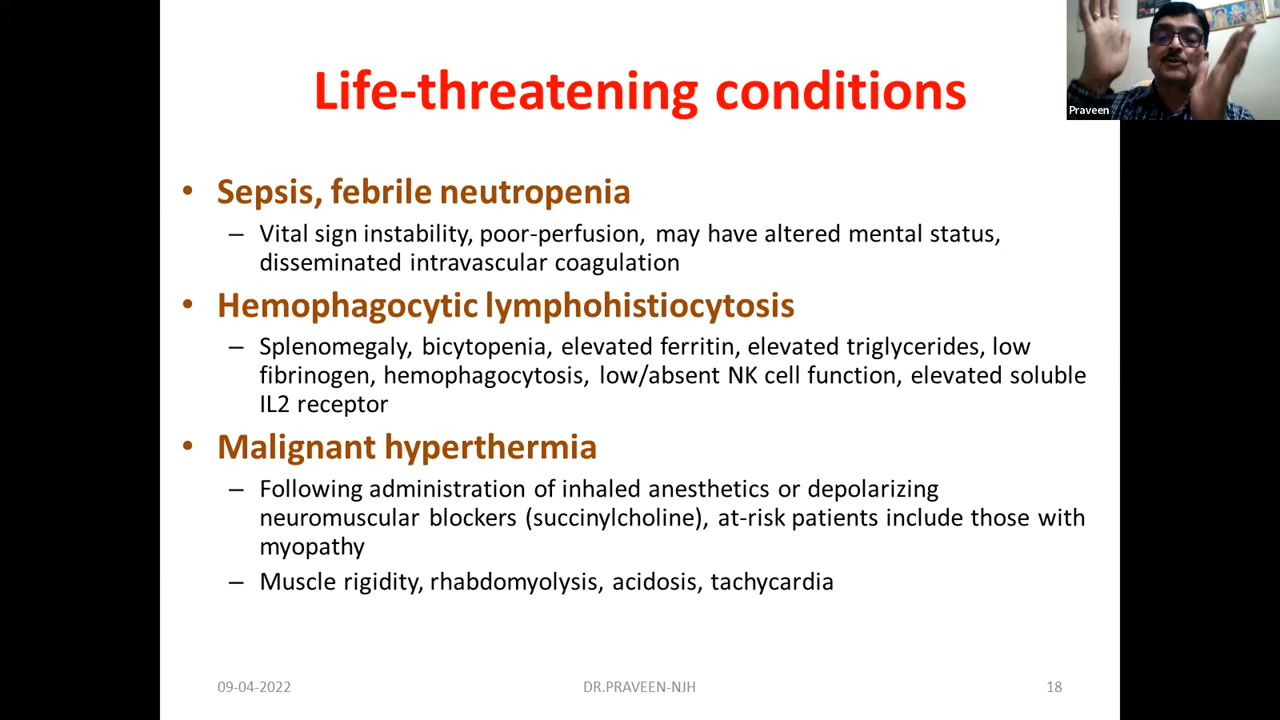 Praveen
Life-threatening conditions
• Sepsis, febrile neutropenia
– Vital sign instability, poor-perfusion, may have altered mental status,
disseminated intravascular coagulation
• Hemophagocytic lymphohistiocytosis
– Splenomegaly, bicytopenia, elevated ferritin, elevated triglycerides, low
fibrinogen, hemophagocytosis, low/absent NK cell function, elevated soluble
IL2 receptor
• Malignant hyperthermia
– Following administration of inhaled anesthetics or depolarizing
neuromuscular blockers (succinylcholine), at-risk patients include those with
myopathy
– Muscle rigidity, rhabdomyolysis, acidosis, tachycardia
09-04-2022 DR.PRAVEEN-NJH 18